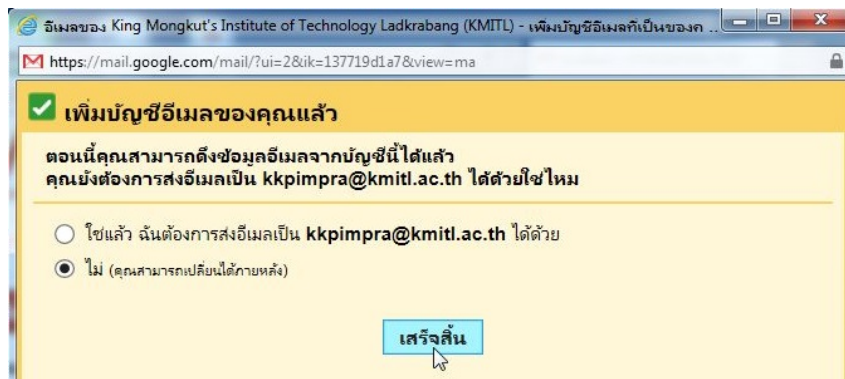 อีเมลของ King Mongkut's Institute of Technology Ladkrabang (KMITL) - เพิ่มบัญชีอีเมลที่เป็นของค ...
https://mail.google.com/mail/?ui=2&ik=137719d1a7&view=ma
เพิ่มบัญชีอีเมลของคุณแล้ว
ตอนนี้คุณสามารถดึงข้อมูลอีเมลจากบัญชีนี้ได้แล้ว
คุณยังต้องการส่งอีเมลเป็น kkpimpra@kmitl.ac.th ได้ด้วยใช่ไหม
ใช่แล้ว ฉันต้องการส่งอีเมลเป็น kkpimpra@kmitl.ac.th ได้ด้วย
ไม่ (คุณสามารถเปลี่ยนได้ภายหลัง)
เสร็จสิ้น